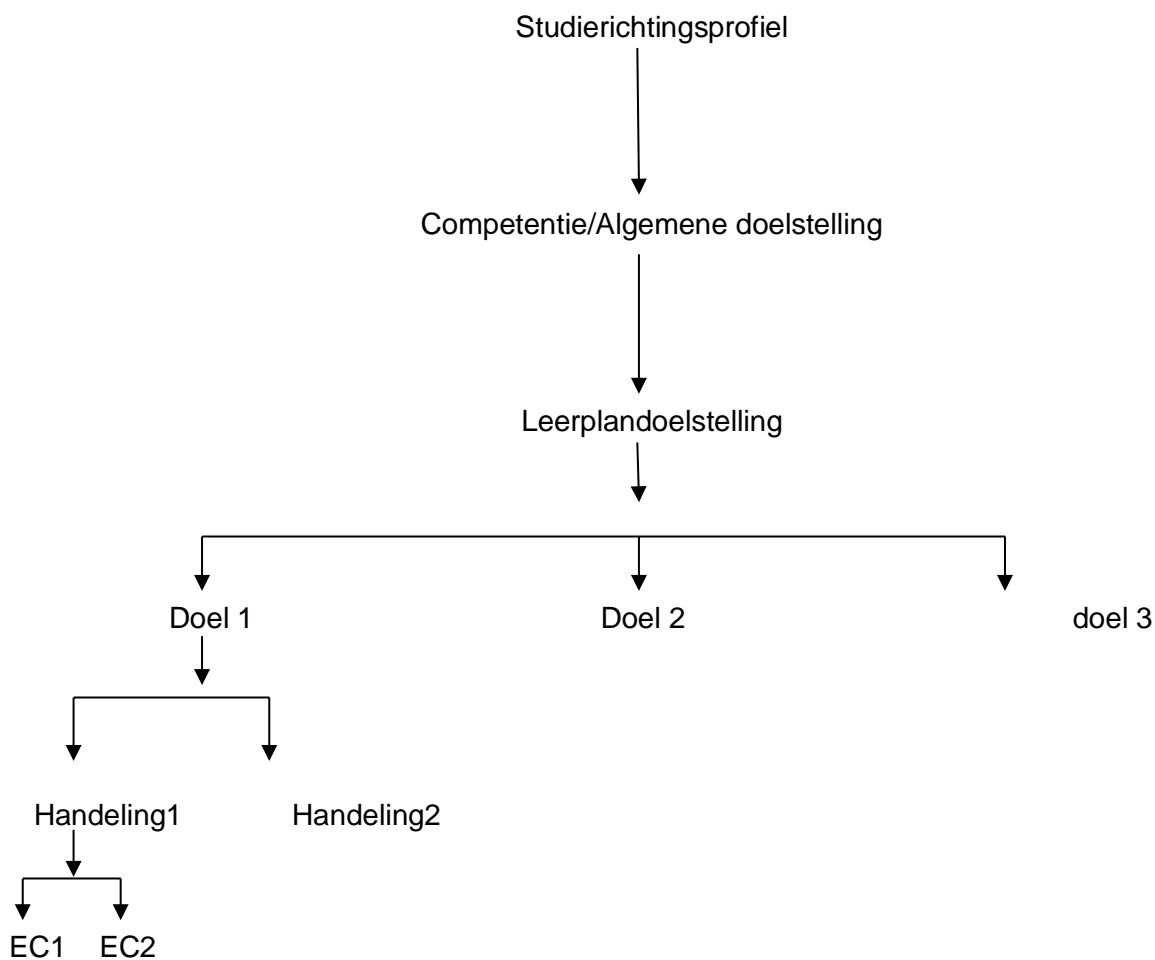 Studierichtingsprofiel
Competentie/Algemene doelstelling
Leerplandoelstelling
Doel 1 Doel 2 doel 3
Handeling1 Handeling2
EC1 EC2